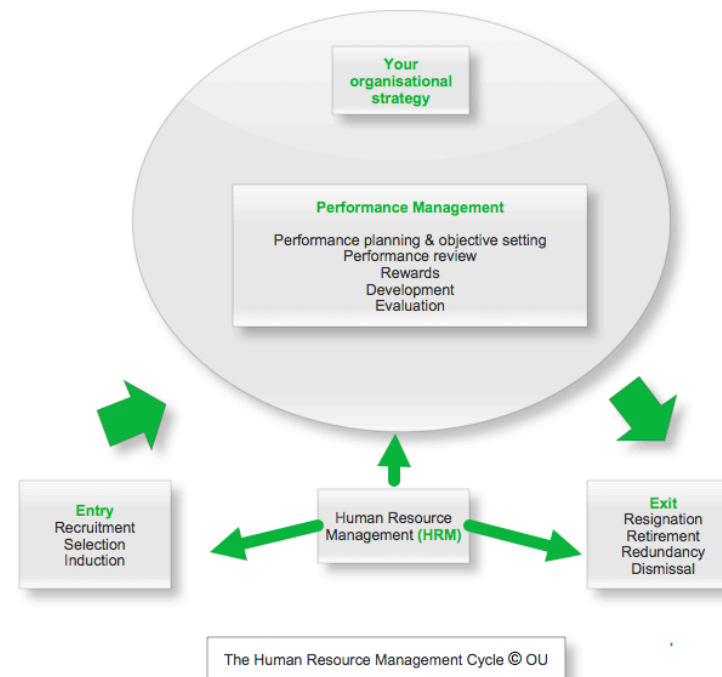 Your
organisational
strategy
Performance Management
Performance planning & objective setting
Performance review
Rewards
Development
Evaluation
Entry
Recruitment
Selection
Induction
Human Resource
Management (HRM)
Exit
Resignation
Retirement
Redundancy
Dismissal
The Human Resource Management Cycle © OU